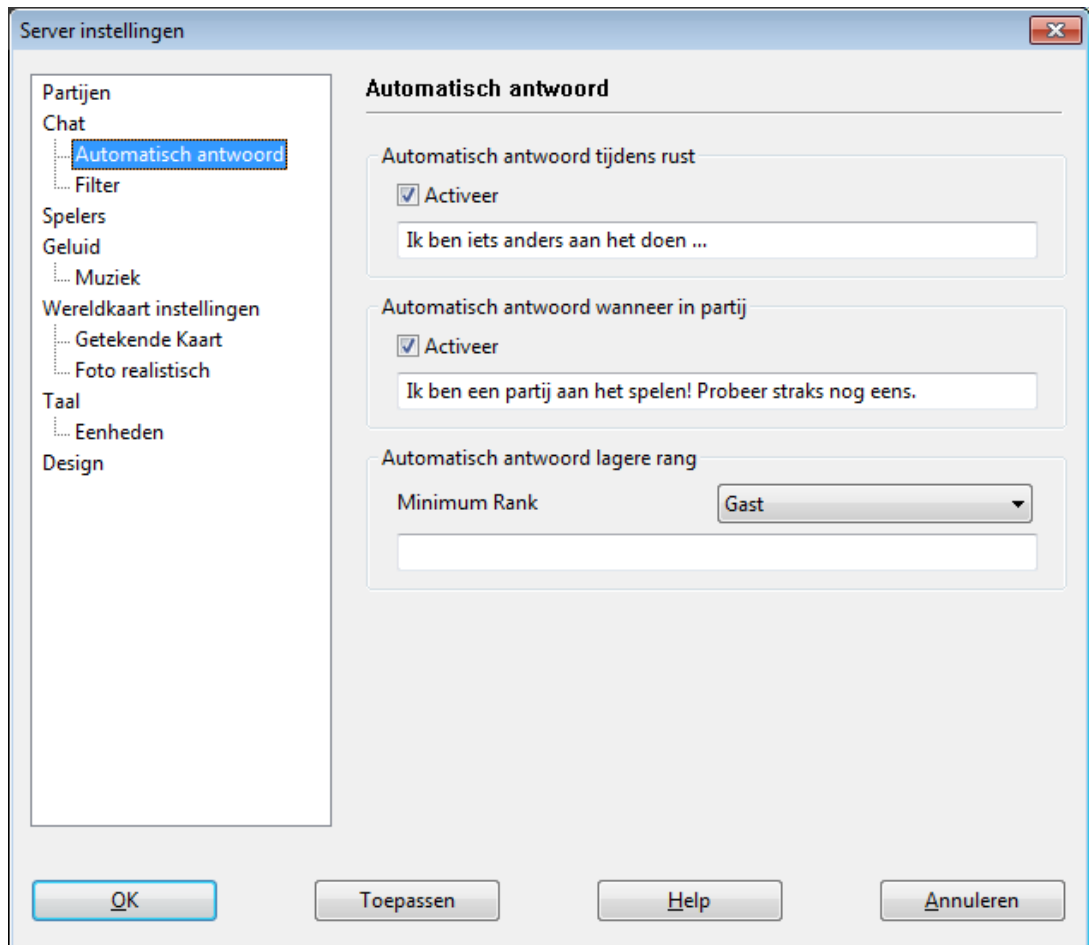 Server instellingen
Partijen
Chat
Automatisch antwoord
Filter
Spelers
Geluid
Muziek
Wereldkaart instellingen
Getekende Kaart
Foto realistisch
Taal
Eenheden
Design
Automatisch antwoord
Automatisch antwoord tijdens rust
Activeer
Ik ben iets anders aan het doen ...
Automatisch antwoord wanneer in partij
Activeer
Ik ben een partij aan het spelen! Probeer straks nog eens.
Automatisch antwoord lagere rang
Minimum Rank Gast
OK Toepassen Help Annuleren